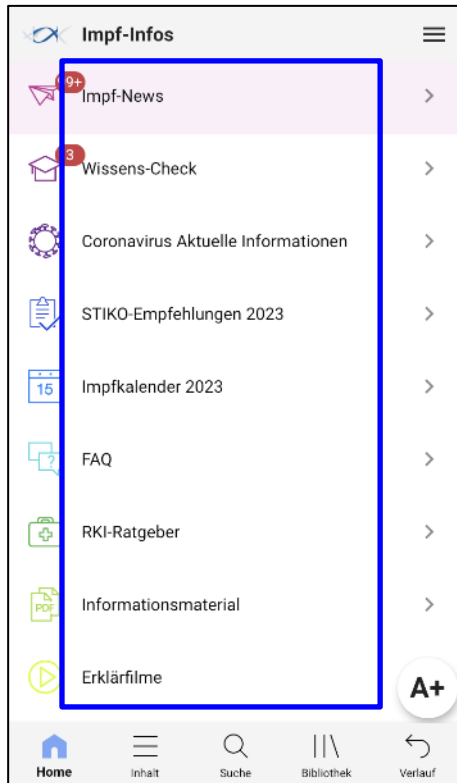 Impf-Infos
99+
Impf-News
3
Wissens-Check
Coronavirus Aktuelle Informationen
STIKO-Empfehlungen 2023
15
Impfkalender 2023
?
FAQ
RKI-Ratgeber
PDF
Informationsmaterial
Erklärfilme
A+
Home Inhalt Suche Bibliothek Verlauf